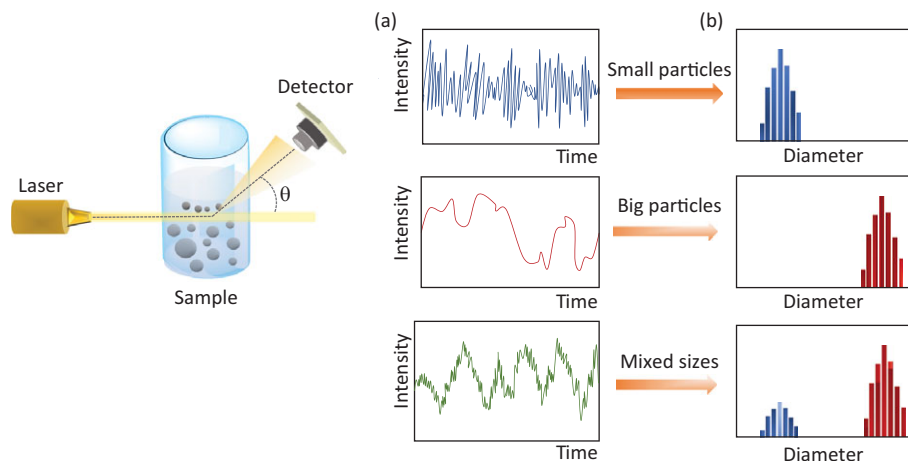 Laser
Sample
Detector
θ
(a)
Intensity
Time
Small particles
(b)
Diameter
Intensity
Time
Big particles
Diameter
Intensity
Time
Mixed sizes
Diameter